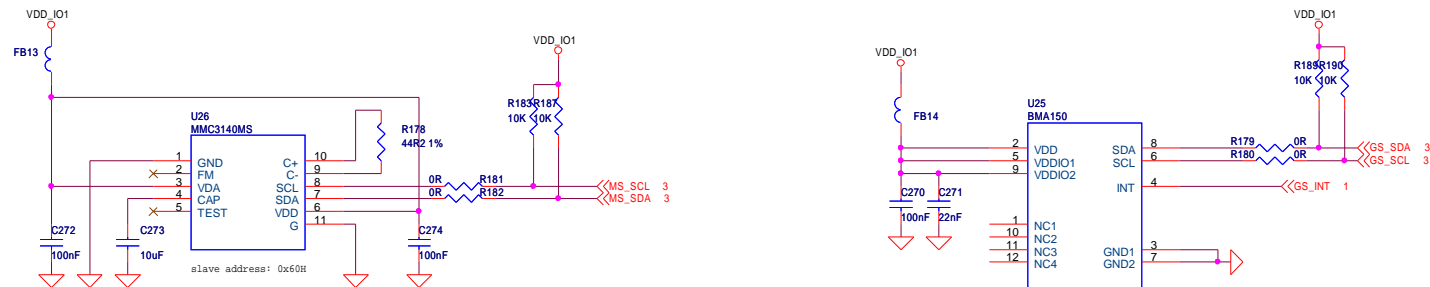 VDD_IO1
FB13
U26
MMC3140MS
R178
44R2 1%
1 GND
2 FM
3 VDA
4 CAP
5 TEST
C+ 10
C- 9
SCL 8
SDA 7
VDD 6
G 11
0R R181
0R R182
MS_SCL 3
MS_SDA 3
VDD_IO1
R183 R187
10K 10K
C272
100nF
C273
10uF
C274
100nF
slave address: 0x60H
VDD_IO1
FB14
U25
BMA150
2 VDD
5 VDDIO1
9 VDDIO2
1 NC1
10 NC2
11 NC3
12 NC4
SDA 8
SCL 6
INT 4
GND1 3
GND2 7
C270
100nF
C271
22nF
R179 0R
R180 0R
VDD_IO1
R189 R190
10K 10K
GS_SDA 3
GS_SCL 3
GS_INT 1